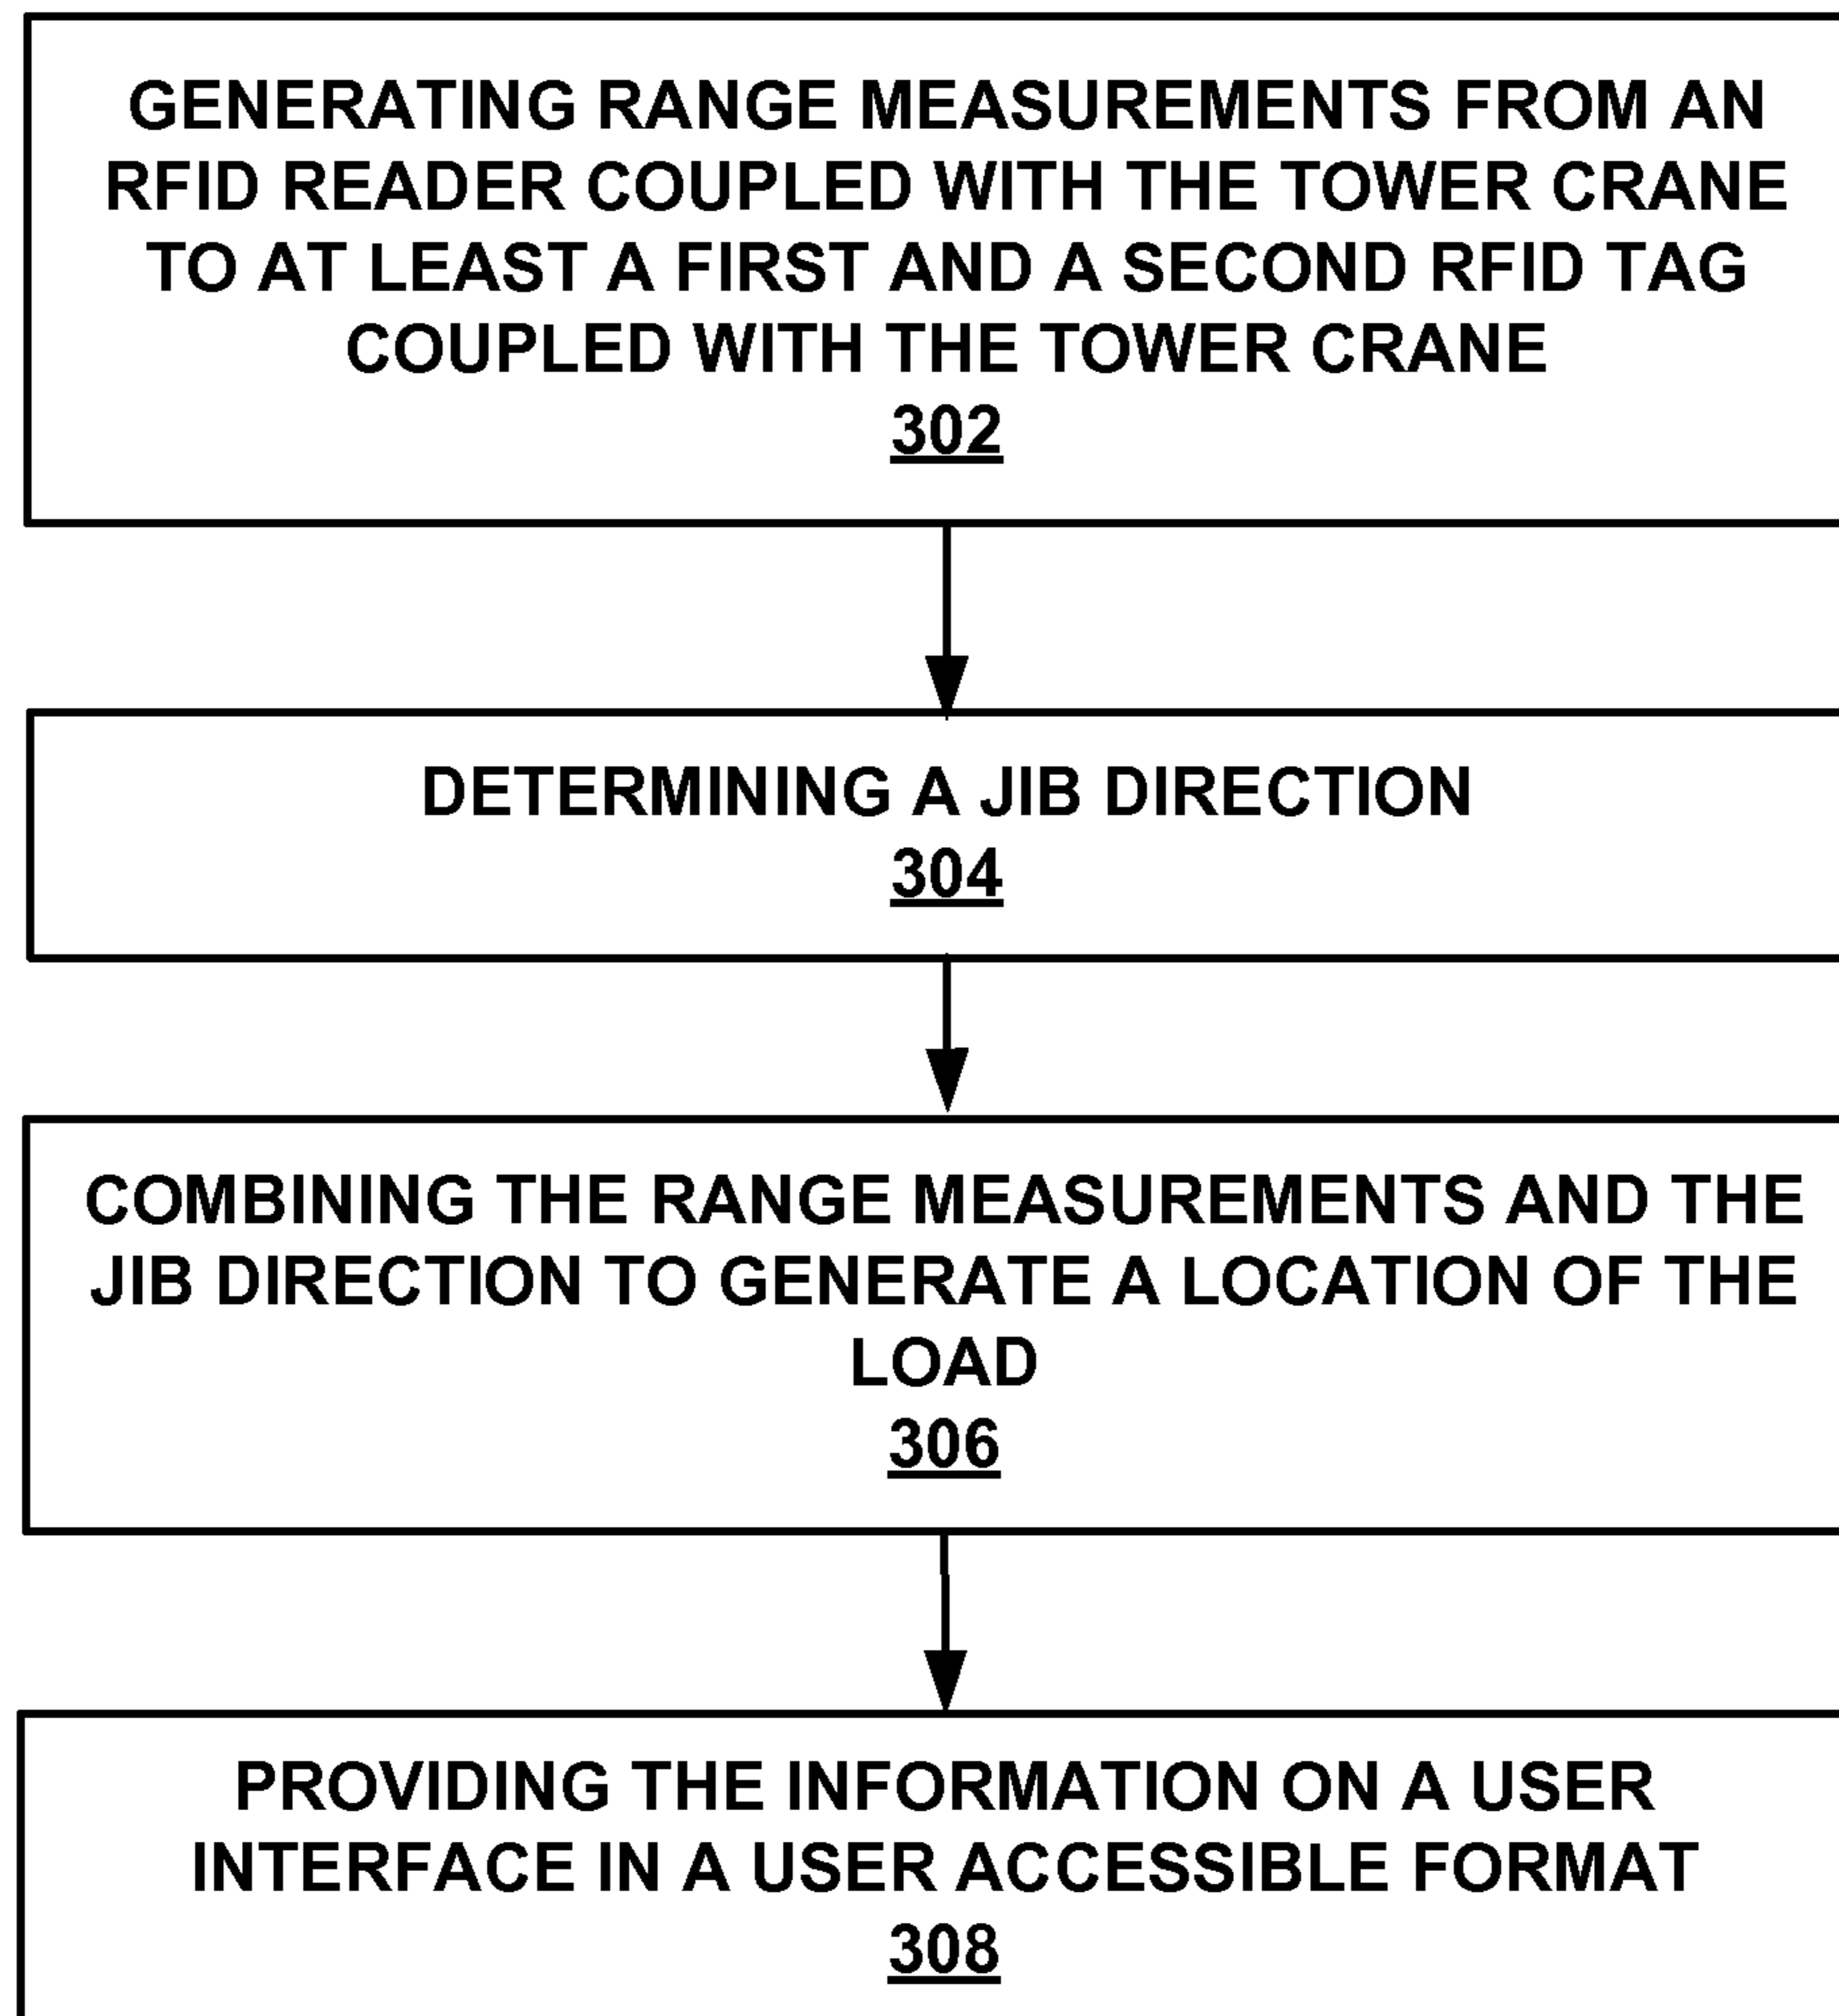 GENERATING RANGE MEASUREMENTS FROM AN
RFID READER COUPLED WITH THE TOWER CRANE
TO AT LEAST A FIRST AND A SECOND RFID TAG
COUPLED WITH THE TOWER CRANE
302
DETERMINING A JIB DIRECTION
304
COMBINING THE RANGE MEASUREMENTS AND THE
JIB DIRECTION TO GENERATE A LOCATION OF THE
LOAD
306
PROVIDING THE INFORMATION ON A USER
INTERFACE IN A USER ACCESSIBLE FORMAT
308